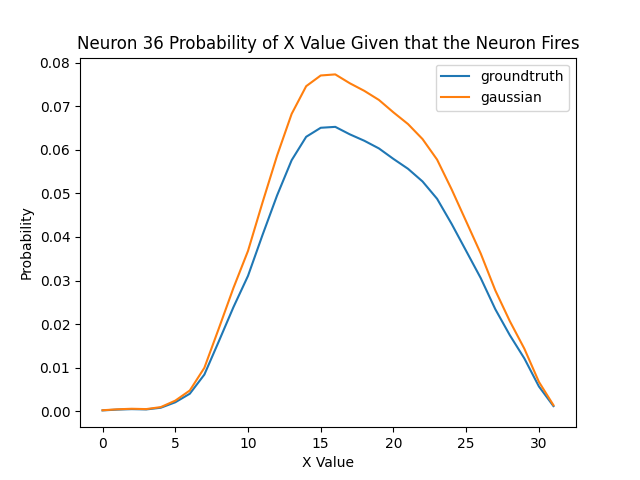 Neuron 36 Probability of X Value Given that the Neuron Fires
groundtruth
gaussian
0.08
0.07
0.06
0.05
0.04
0.03
0.02
0.01
0.00
Probability
0 5 10 15 20 25 30
X Value